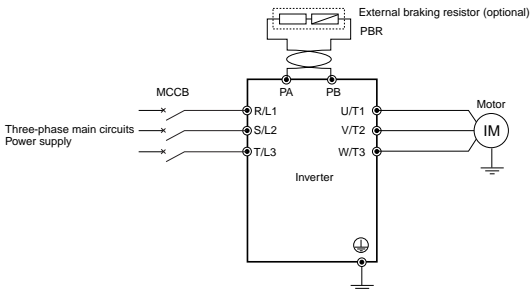 External braking resistor (optional)
PBR
PA PB
MCCB
R/L1 U/T1
Motor
Three-phase main circuits
Power supply
S/L2 V/T2
IM
T/L3 W/T3
Inverter